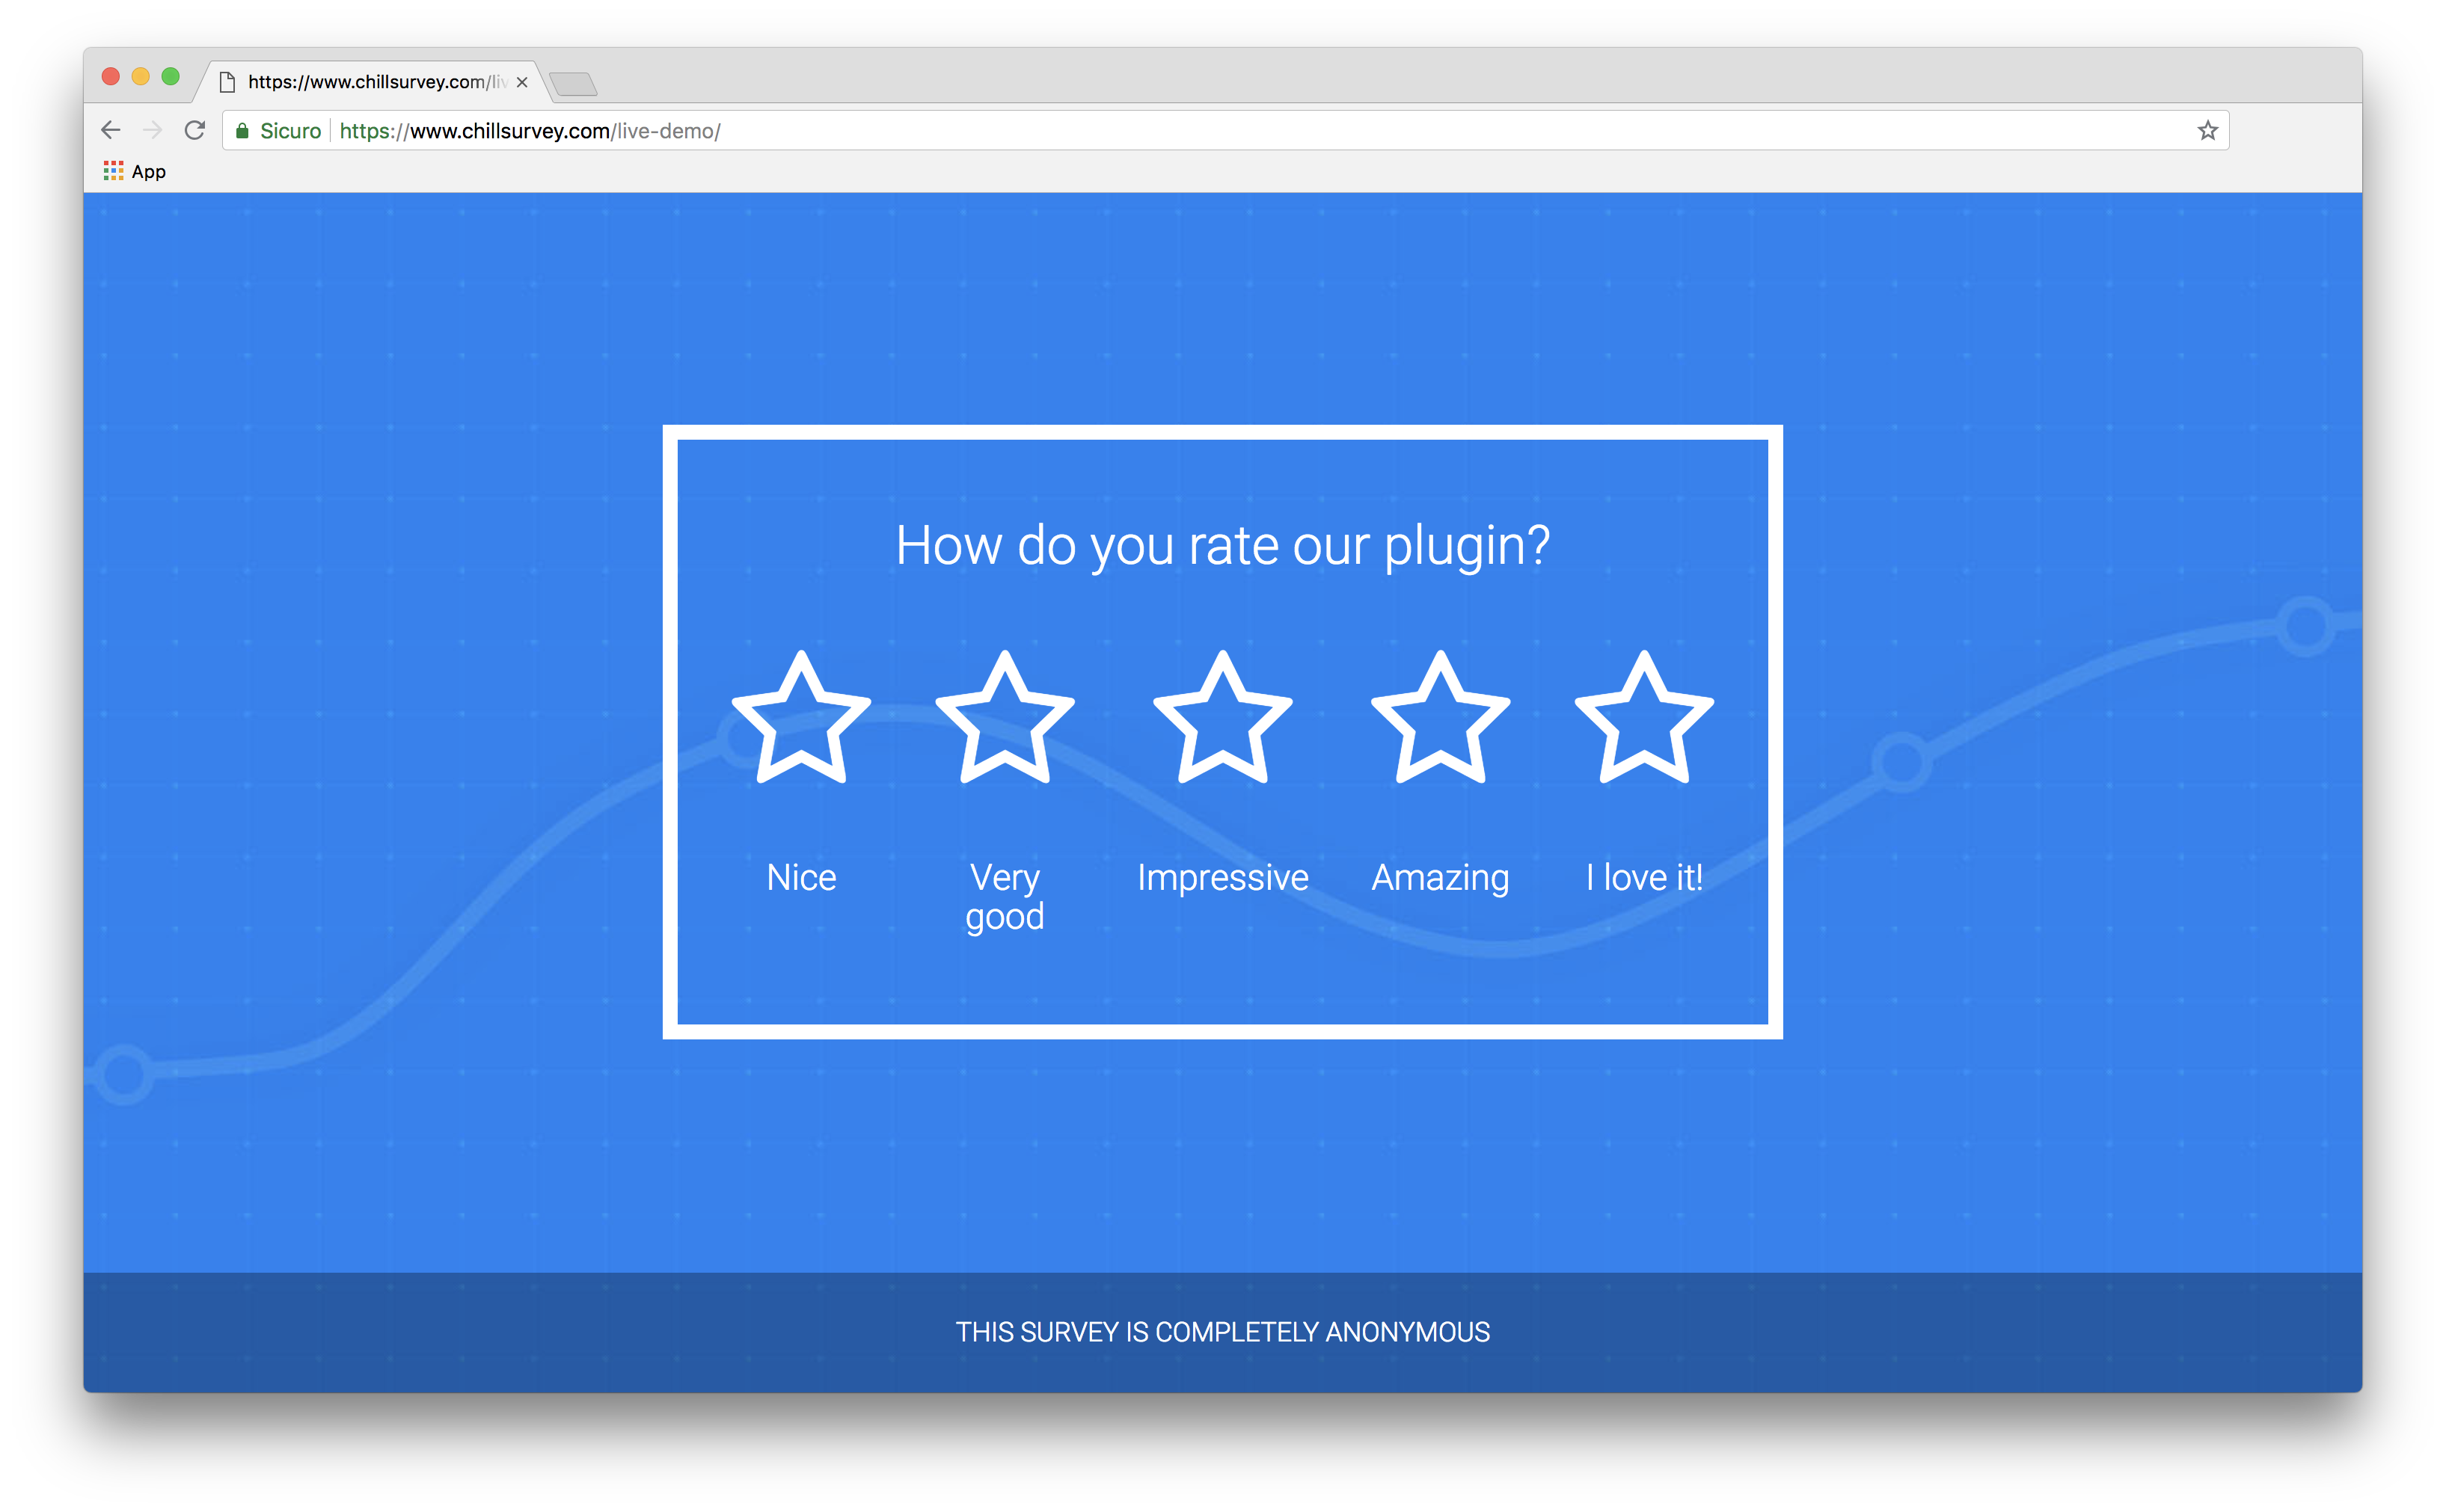 https://www.chillsurvey.com/liv
Sicuro https://www.chillsurvey.com/live-demo/
App
How do you rate our plugin?
Nice
Very
good
Impressive
Amazing
I love it!
THIS SURVEY IS COMPLETELY ANONYMOUS